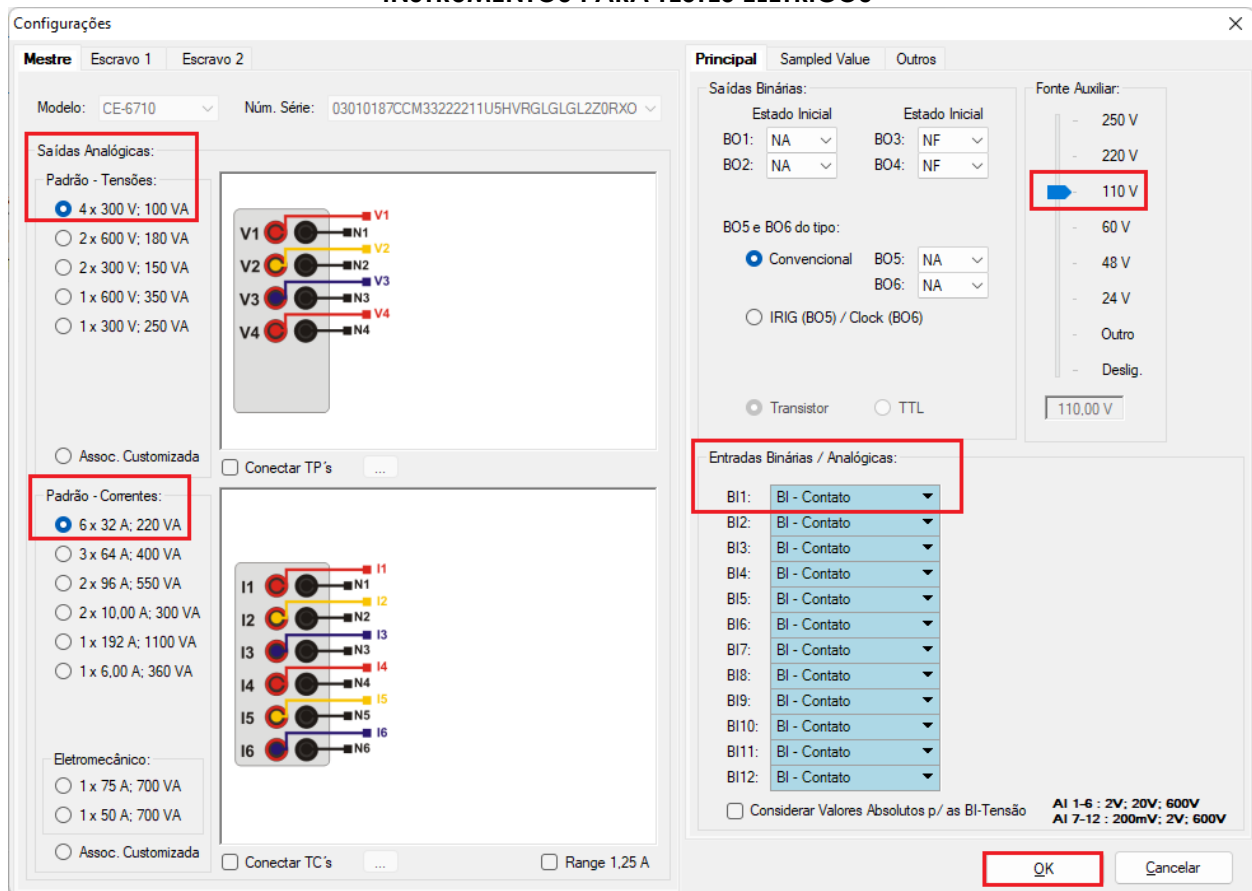 INSTRUMENTOS PARA TESTES ELÉTRICOS
Configurações
Mestre Escravo 1 Escravo 2
Modelo: CE-6710 Núm. Série: 03010187CCM33222211U5HVRGLGLGL2Z0RXO
Saídas Analógicas:
Padrão - Tensões:
4 x 300 V; 100 VA
2 x 600 V; 180 VA
2 x 300 V; 150 VA
1 x 600 V; 350 VA
1 x 300 V; 250 VA
Assoc. Customizada
V1 V1 N1
V2 V2 N2
V3 V3 N3
V4 V4 N4
Conectar TP´s ...
Padrão - Correntes:
6 x 32 A; 220 VA
3 x 64 A; 400 VA
2 x 96 A; 550 VA
2 x 10,00 A; 300 VA
1 x 192 A; 1100 VA
1 x 6,00 A; 360 VA
Eletromecânico:
1 x 75 A; 700 VA
1 x 50 A; 700 VA
Assoc. Customizada
I1 I1 N1
I2 I2 N2
I3 I3 N3
I4 I4 N4
I5 I5 N5
I6 I6 N6
Conectar TC´s ... Range 1,25 A
Principal Sampled Value Outros
Saídas Binárias:
Estado Inicial Estado Inicial
BO1: NA BO3: NF
BO2: NA BO4: NF
BO5 e BO6 do tipo:
Convencional BO5: NA
BO6: NA
IRIG (BO5) / Clock (BO6)
Transistor TTL
Fonte Auxiliar:
250 V
220 V
110 V
60 V
48 V
24 V
Outro
Deslig.
110,00 V
Entradas Binárias / Analógicas:
BI1: BI - Contato
BI2: BI - Contato
BI3: BI - Contato
BI4: BI - Contato
BI5: BI - Contato
BI6: BI - Contato
BI7: BI - Contato
BI8: BI - Contato
BI9: BI - Contato
BI10: BI - Contato
BI11: BI - Contato
BI12: BI - Contato
Considerar Valores Absolutos p/ as BI-Tensão
AI 1-6 : 2V; 20V; 600V
AI 7-12 : 200mV; 2V; 600V
OK Cancelar